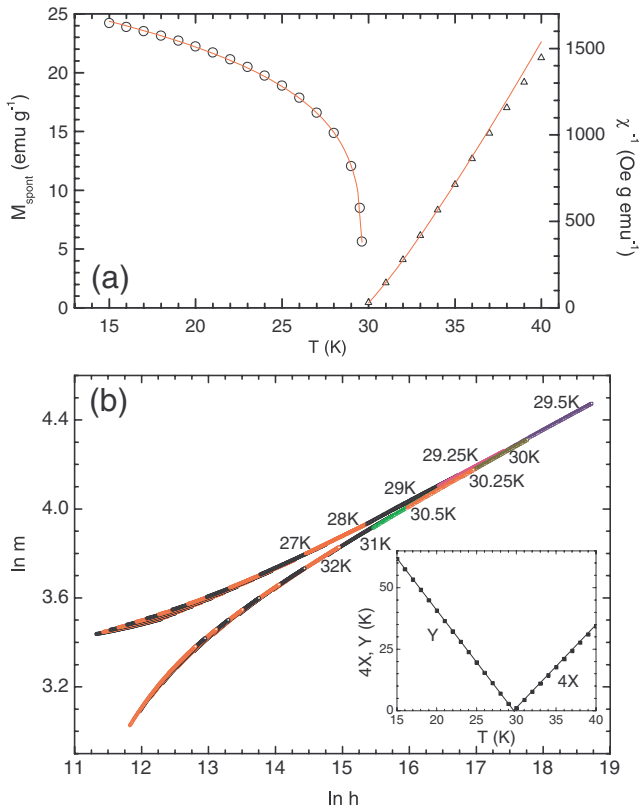 (a)
M_spont (emu g⁻¹)
25
20
15
10
5
0
1500
1000
500
0
χ⁻¹ (Oe g emu⁻¹)
15 20 25 30 35 40
T (K)
(b)
ln m
4.4
4.0
3.6
3.2
29.5K
29.25K
30K
29K
30.25K
28K
30.5K
27K
31K
32K
11 12 13 14 15 16 17 18 19
ln h
4X, Y (K)
50
25
0
Y
4X
15 20 25 30 35 40
T (K)